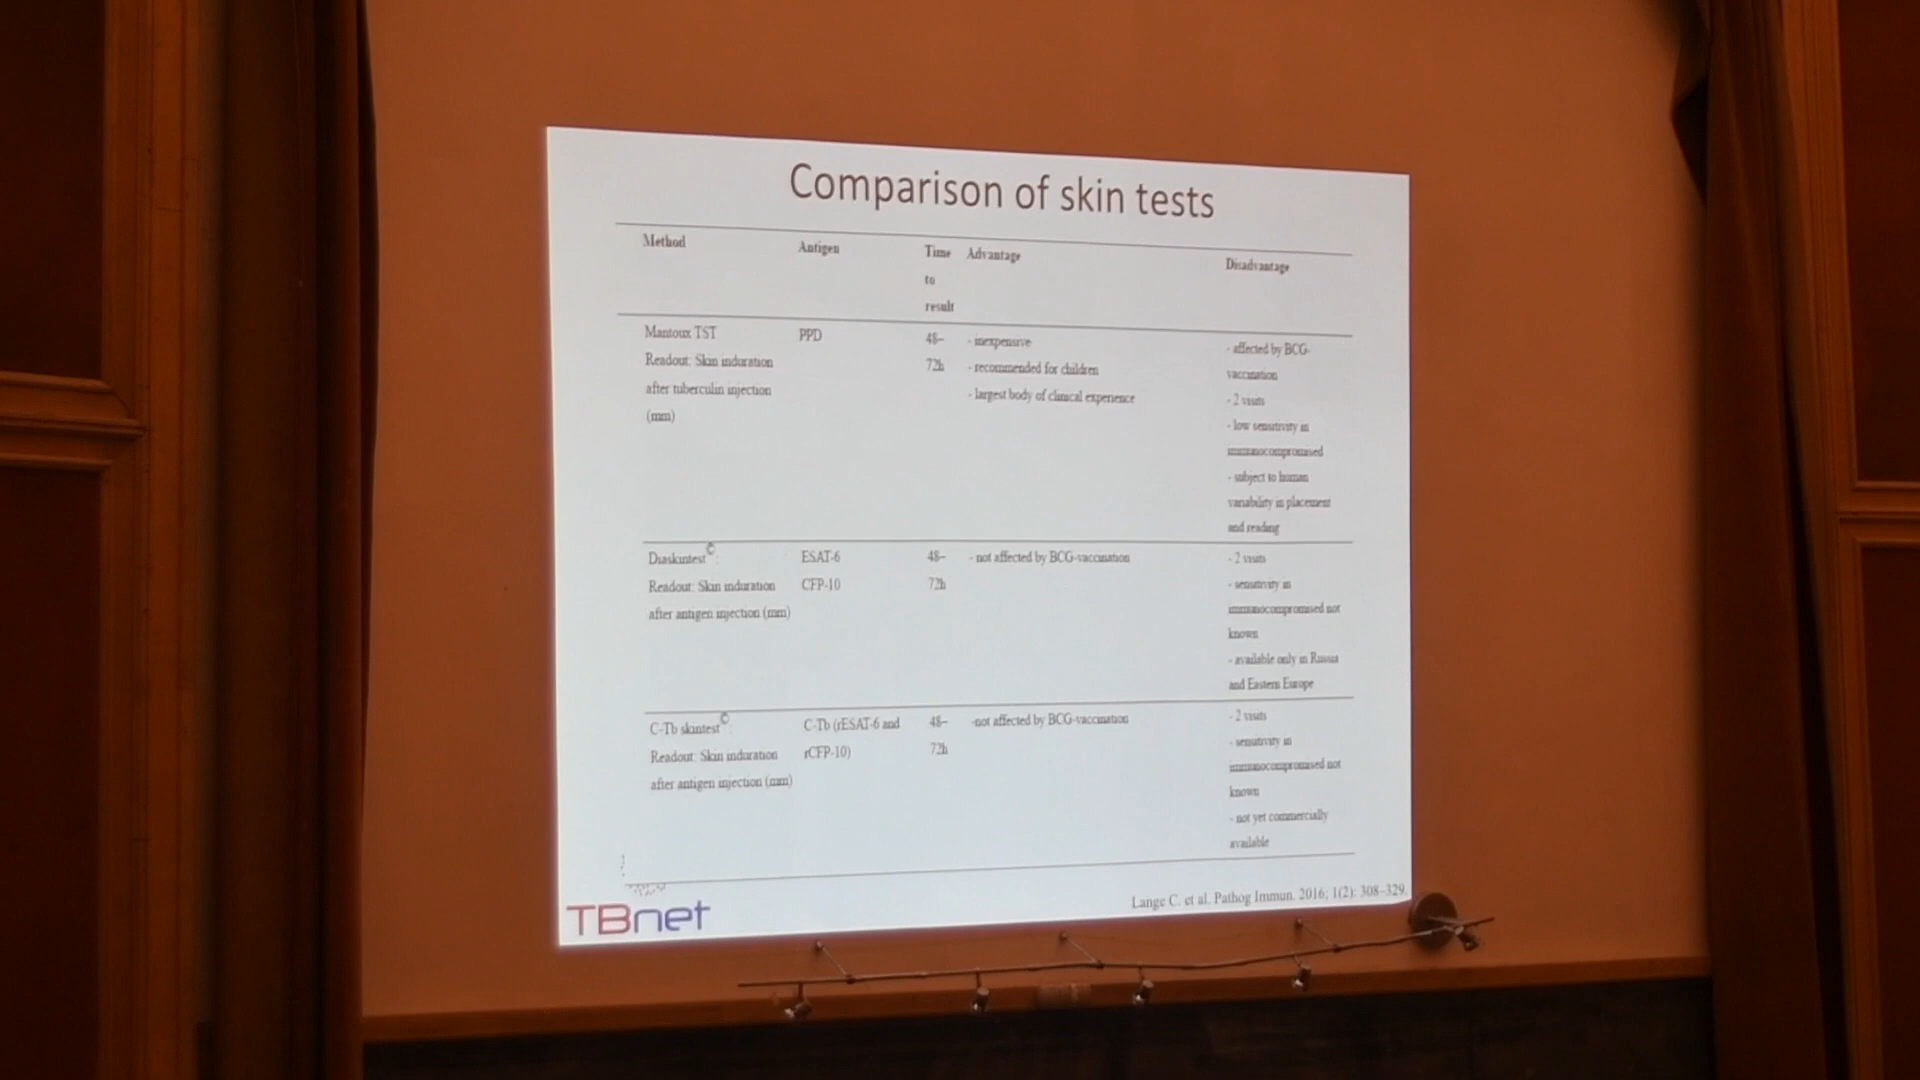 Comparison of skin tests
Method Antigen Time Advantage Disadvantage
to
result
Mantoux TST PPD 48– - inexpensive - affected by BCG-
Readout: Skin induration 72h - recommended for children vaccination
after tuberculin injection - largest body of clinical experience - 2 visits
(mm) - low sensitivity in
immunocompromised
- subject to human
variability in placement
and reading
Diaskintest©: ESAT-6 48– - not affected by BCG-vaccination - 2 visits
Readout: Skin induration CFP-10 72h - sensitivity in
after antigen injection (mm) immunocompromised not
known
- available only in Russia
and Eastern Europe
C-Tb skintest©: C-Tb (rESAT-6 and 48– -not affected by BCG-vaccination - 2 visits
Readout: Skin induration rCFP-10) 72h - sensitivity in
after antigen injection (mm) immunocompromised not
known
- not yet commercially
available
TBnet
Lange C. et al. Pathog Immun. 2016; 1(2): 308–329.